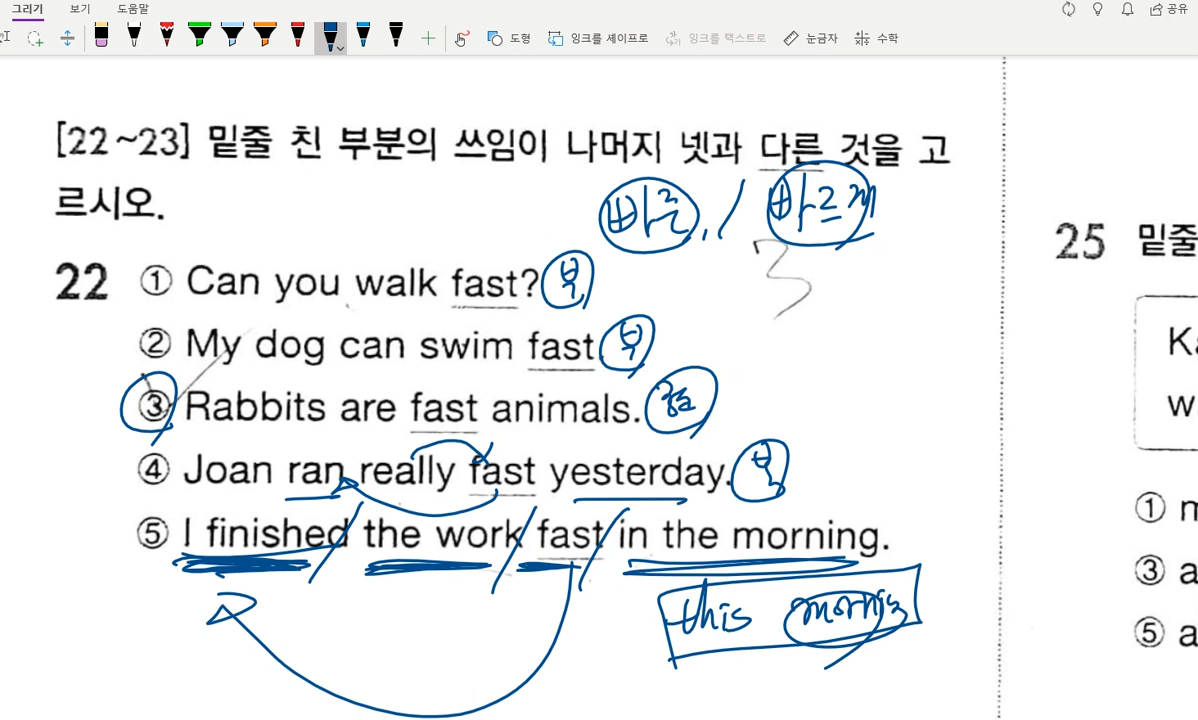 그리기 보기 도움말 공유
도형 잉크를 셰이프로 잉크를 텍스트로 눈금자 수학
[22~23] 밑줄 친 부분의 쓰임이 나머지 넷과 다른 것을 고
르시오.
빠른, / 빠르게
3
22 ① Can you walk fast? 부
② My dog can swim fast 부
③ Rabbits are fast animals. 형
④ Joan ran really fast yesterday. 부
⑤ I finished the work fast in the morning.
this morning
25 밑줄
Ka
w
① m
③ a
⑤ a